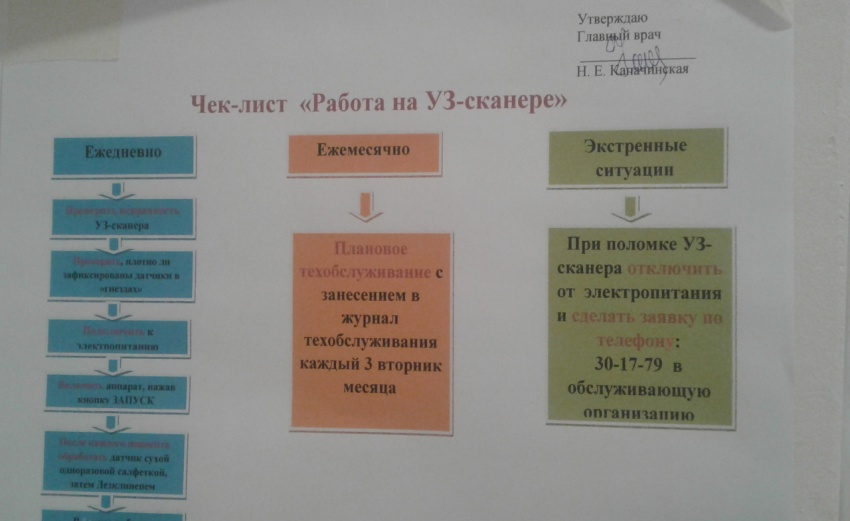 Утверждаю
Главный врач
Н. Е. Капачинская
Чек-лист «Работа на УЗ-сканере»
Ежедневно
Проверить исправность
УЗ-сканера
Проверить, плотно ли
зафиксированы датчики в
«гнездах»
Подключить к
электропитанию
Включить аппарат, нажав
кнопку ЗАПУСК
После каждого пациента
обработать датчик сухой
одноразовой салфеткой,
затем
Ежемесячно
Плановое
техобслуживание с
занесением в
журнал
техобслуживания
каждый 3 вторник
месяца
Экстренные
ситуации
При поломке УЗ-
сканера отключить
от электропитания
и сделать заявку по
телефону:
30-17-79 в
обслуживающую
организацию